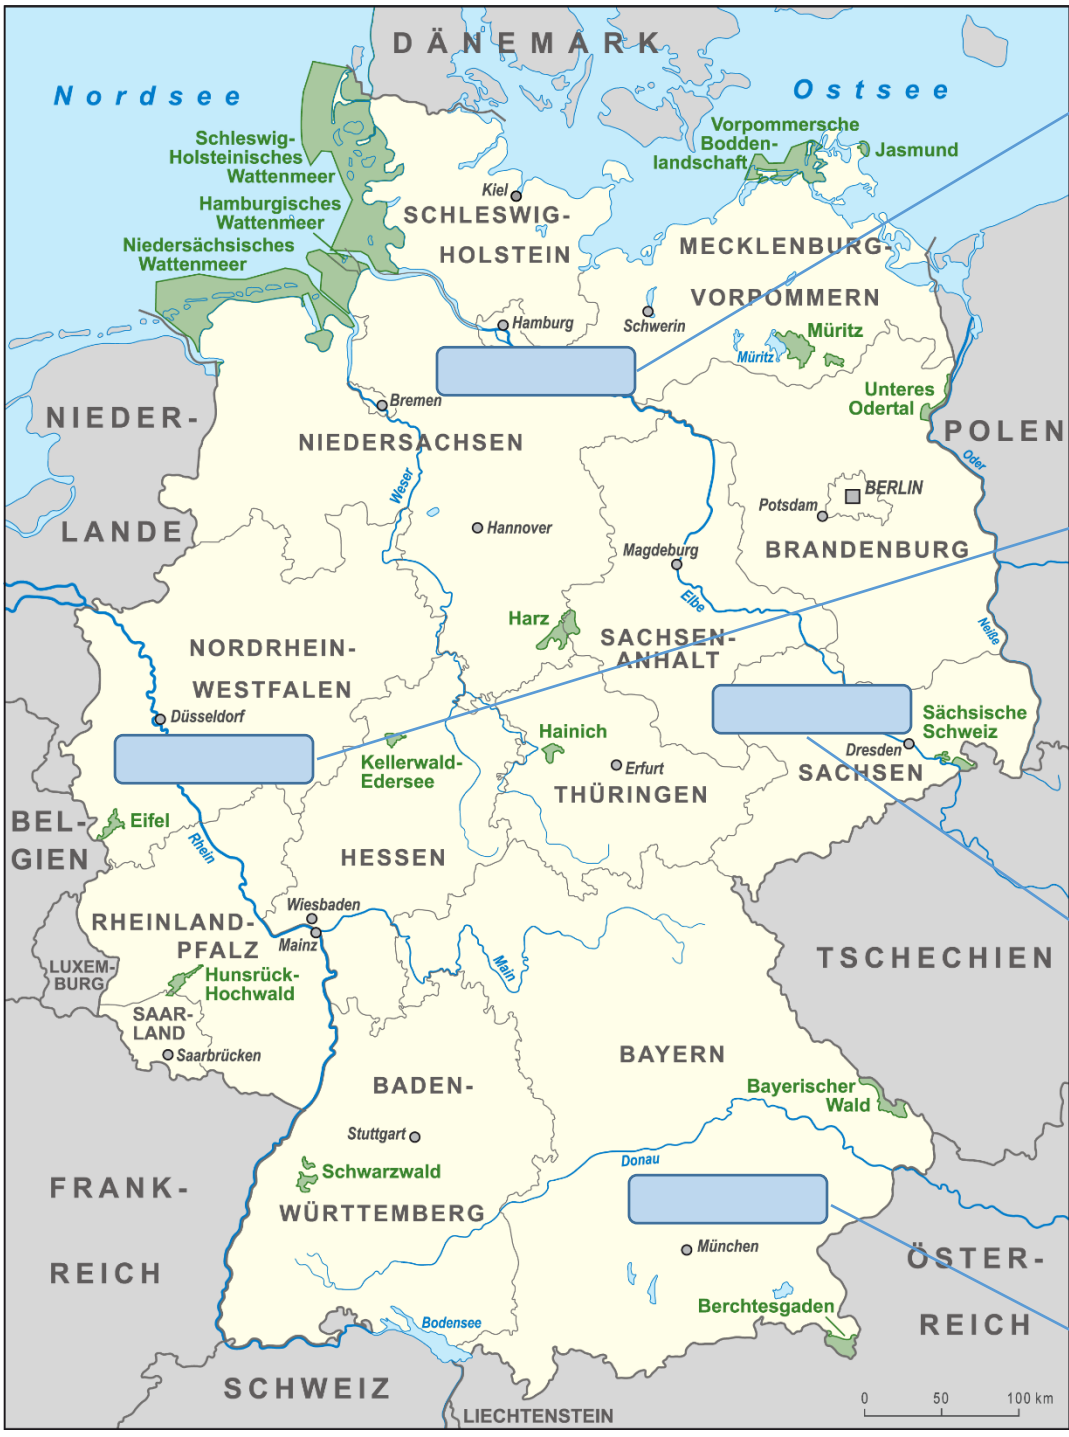 DÄNEMARK
Nordsee
Ostsee
Schleswig-
Holsteinisches
Wattenmeer
Vorpommersche
Bodden-
landschaft
Jasmund
Kiel
Hamburgisches
Wattenmeer
SCHLESWIG-
HOLSTEIN
Niedersächsisches
Wattenmeer
MECKLENBURG-
VORPOMMERN
Hamburg
Schwerin
Müritz
Müritz
Unteres
Odertal
Bremen
NIEDER-
LANDE
NIEDERSACHSEN
POLEN
Oder
Weser
BERLIN
Potsdam
Hannover
BRANDENBURG
Magdeburg
Elbe
Harz
SACHSEN-
ANHALT
Neiße
NORDRHEIN-
WESTFALEN
Düsseldorf
Kellerwald-
Edersee
Hainich
Erfurt
THÜRINGEN
Sächsische
Schweiz
Dresden
SACHSEN
BEL-
GIEN
Eifel
Rhein
HESSEN
Wiesbaden
Mainz
RHEINLAND-
PFALZ
Main
TSCHECHIEN
LUXEM-
BURG
Hunsrück-
Hochwald
SAAR-
LAND
Saarbrücken
BAYERN
BADEN-
WÜRTTEMBERG
Bayerischer
Wald
Stuttgart
Donau
Schwarzwald
FRANK-
REICH
München
ÖSTER-
REICH
Berchtesgaden
Bodensee
SCHWEIZ
LIECHTENSTEIN
0 50 100 km